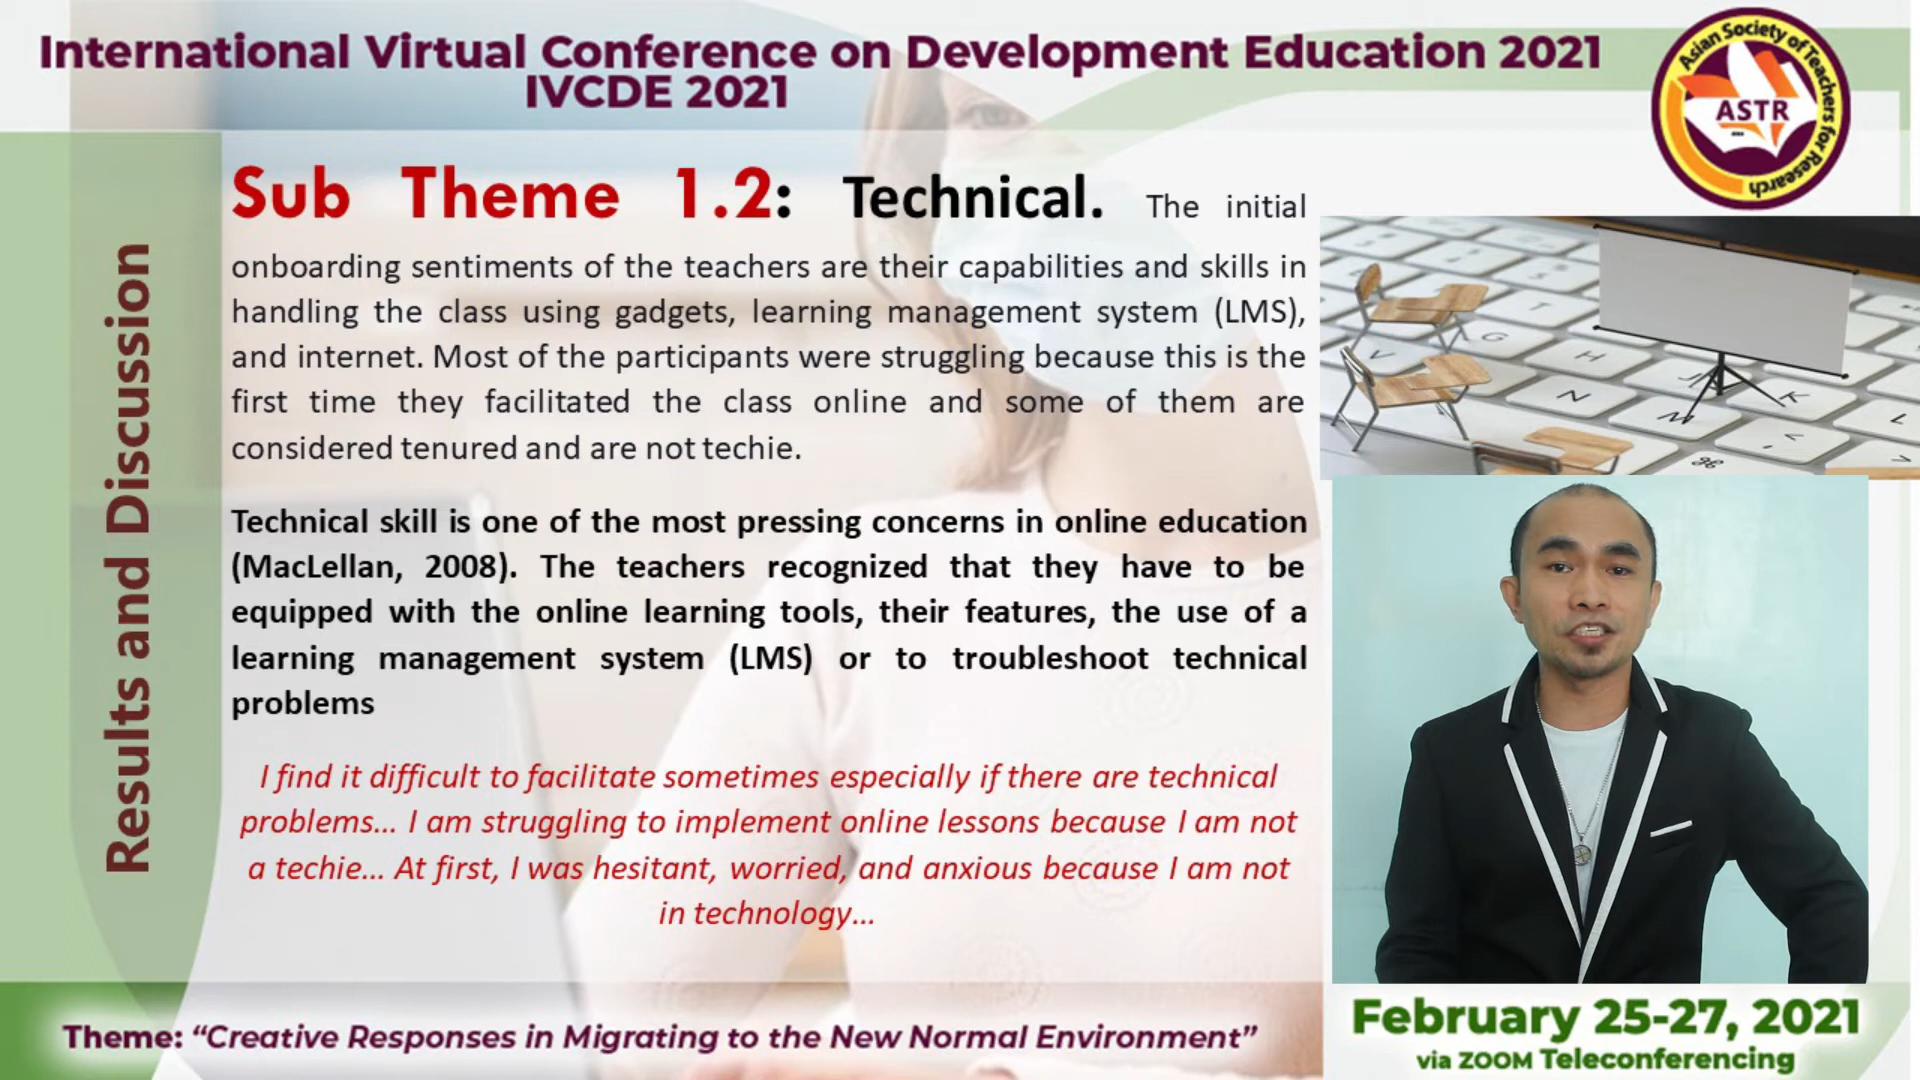 International Virtual Conference on Development Education 2021
IVCDE 2021
Asian Society of Teachers for Research
ASTR
Results and Discussion
Sub Theme 1.2: Technical. The initial
onboarding sentiments of the teachers are their capabilities and skills in
handling the class using gadgets, learning management system (LMS),
and internet. Most of the participants were struggling because this is the
first time they facilitated the class online and some of them are
considered tenured and are not techie.
Technical skill is one of the most pressing concerns in online education
(MacLellan, 2008). The teachers recognized that they have to be
equipped with the online learning tools, their features, the use of a
learning management system (LMS) or to troubleshoot technical
problems
I find it difficult to facilitate sometimes especially if there are technical
problems... I am struggling to implement online lessons because I am not
a techie... At first, I was hesitant, worried, and anxious because I am not
in technology...
T
V
G
H
J
K
L
N
M
⌘
Theme: “Creative Responses in Migrating to the New Normal Environment”
February 25-27, 2021
via ZOOM Teleconferencing